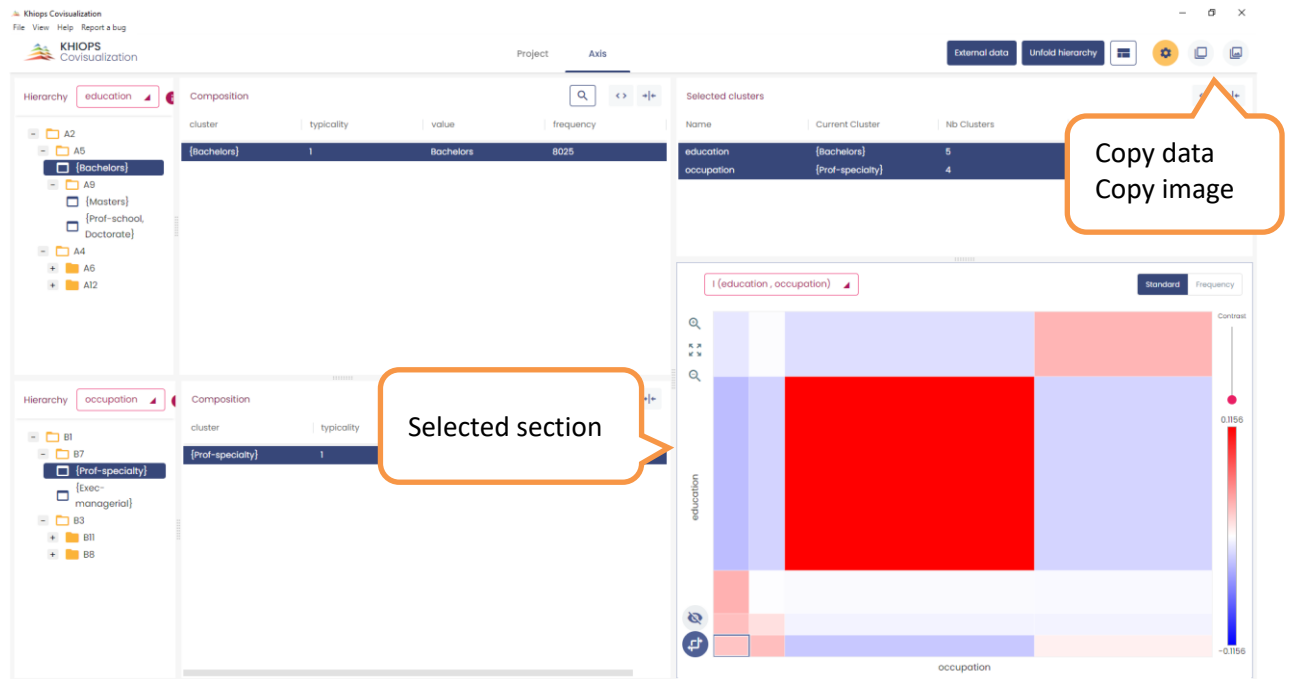 Khiops Covisualization
File View Help Report a bug
KHIOPS
Covisualization
Project Axis
External data Unfold hierarchy
Hierarchy education
Composition
Selected clusters
cluster typicality value frequency
Name Current Cluster Nb Clusters
{Bachelors} 1 Bachelors 8025
education {Bachelors} 5
occupation {Prof-specialty} 4
Copy data
Copy image
A2
A5
{Bachelors}
A9
{Masters}
{Prof-school,
Doctorate}
A4
A6
A12
I (education , occupation)
Standard Frequency
Contrast
0.1156
-0.1156
education
occupation
Hierarchy occupation
Composition
cluster typicality
{Prof-specialty} 1
Selected section
B1
B7
{Prof-specialty}
{Exec-
managerial}
B3
B11
B8